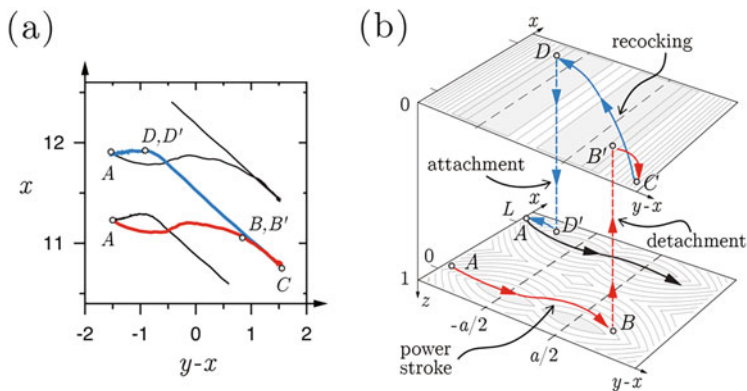 (a)
12
11
x
D, D'
A
A
B, B'
C
-2
-1
0
1
2
y-x
(b)
x
D
recocking
0
B'
C'
y-x
attachment
x
L
D'
A
detachment
0
A
1
z
-a/2
B
power
stroke
a/2
y-x